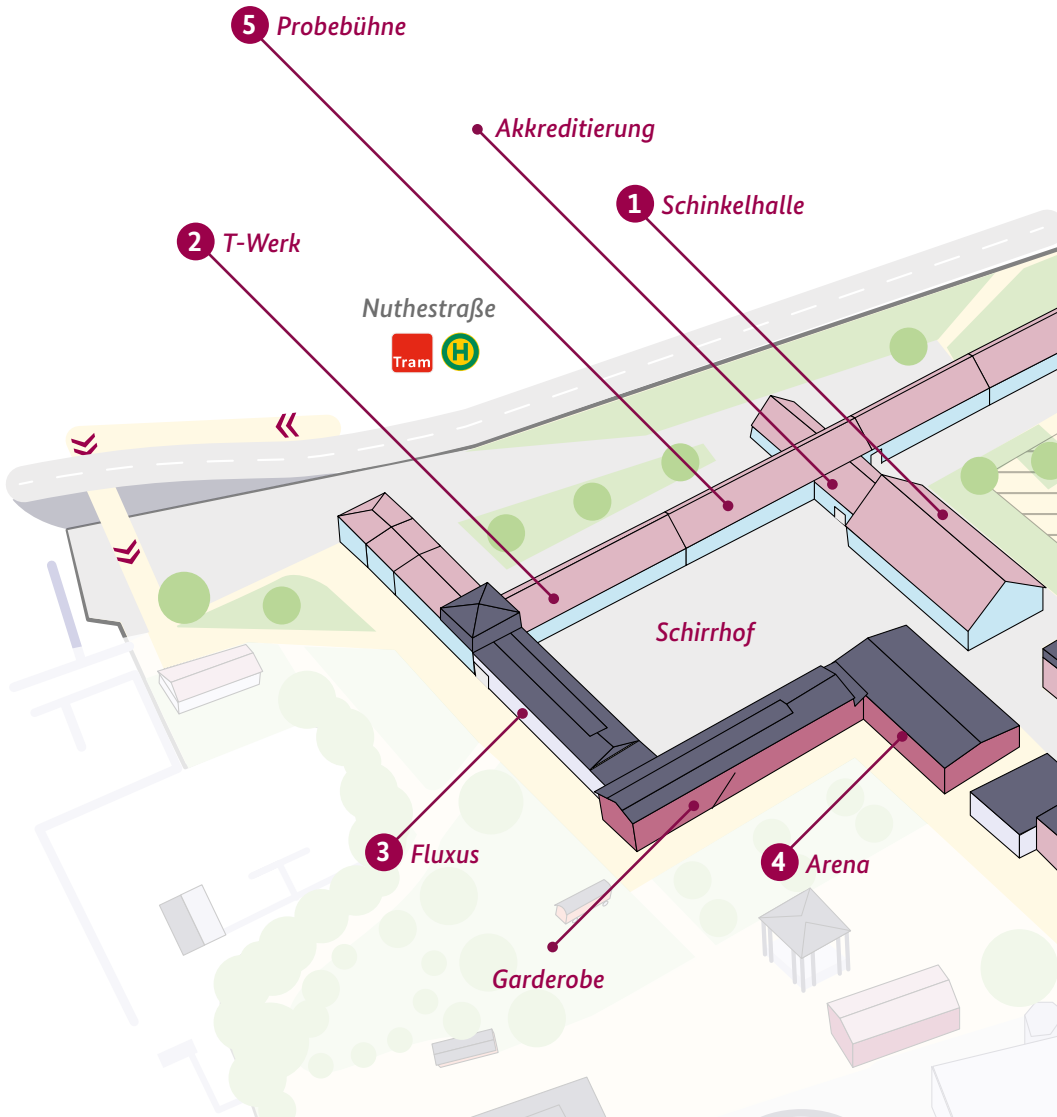 5 Probebühne
Akkreditierung
1 Schinkelhalle
2 T-Werk
Nuthestraße
Tram H
Schirrhof
3 Fluxus
4 Arena
Garderobe